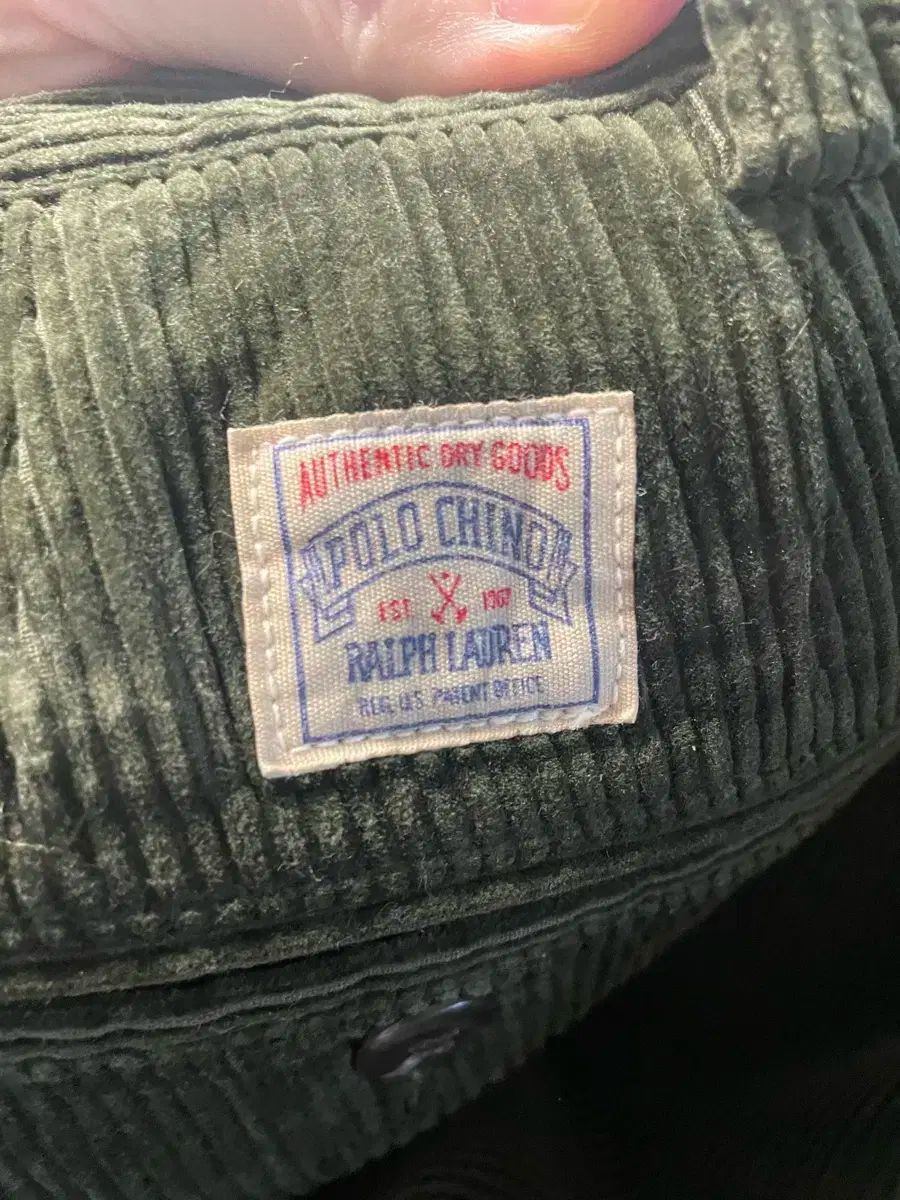 AUTHENTIC DRY GOODS
POLO CHINO
EST. 1967
RALPH LAUREN
REG. U.S. PATENT OFFICE